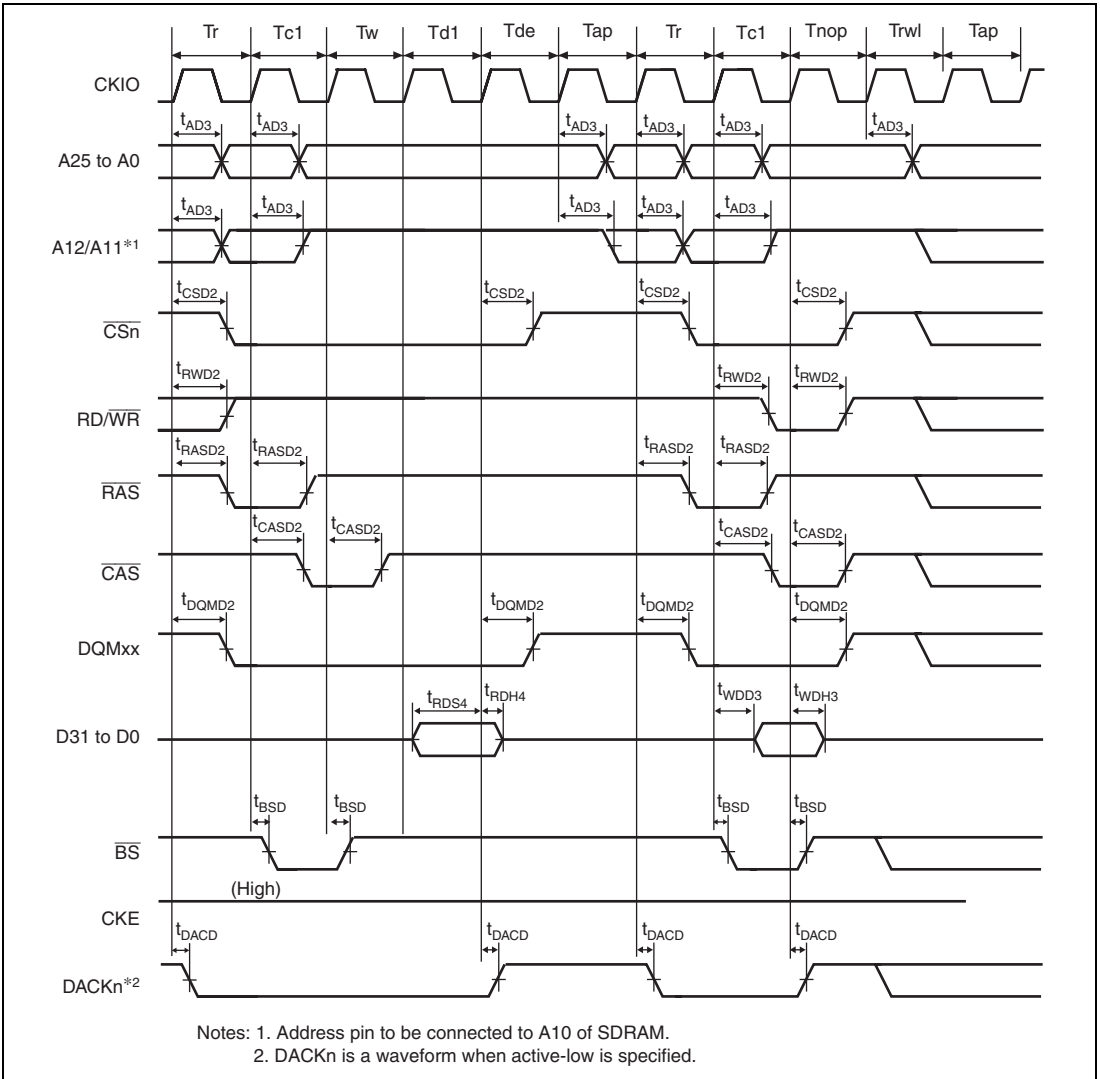 Tr Tc1 Tw Td1 Tde Tap Tr Tc1 Tnop Trwl Tap
CKIO
tAD3 tAD3 tAD3 tAD3 tAD3 tAD3
A25 to A0
tAD3 tAD3 tAD3 tAD3 tAD3
A12/A11*1
tCSD2 tCSD2 tCSD2 tCSD2
CSn
tRWD2 tRWD2 tRWD2
RD/WR
tRASD2 tRASD2 tRASD2 tRASD2
RAS
tCASD2 tCASD2 tCASD2 tCASD2
CAS
tDQMD2 tDQMD2 tDQMD2 tDQMD2
DQMxx
tRDS4 tRDH4 tWDD3 tWDH3
D31 to D0
tBSD tBSD tBSD tBSD
BS
(High)
CKE
tDACD tDACD tDACD tDACD
DACKn*2
Notes: 1. Address pin to be connected to A10 of SDRAM.
2. DACKn is a waveform when active-low is specified.